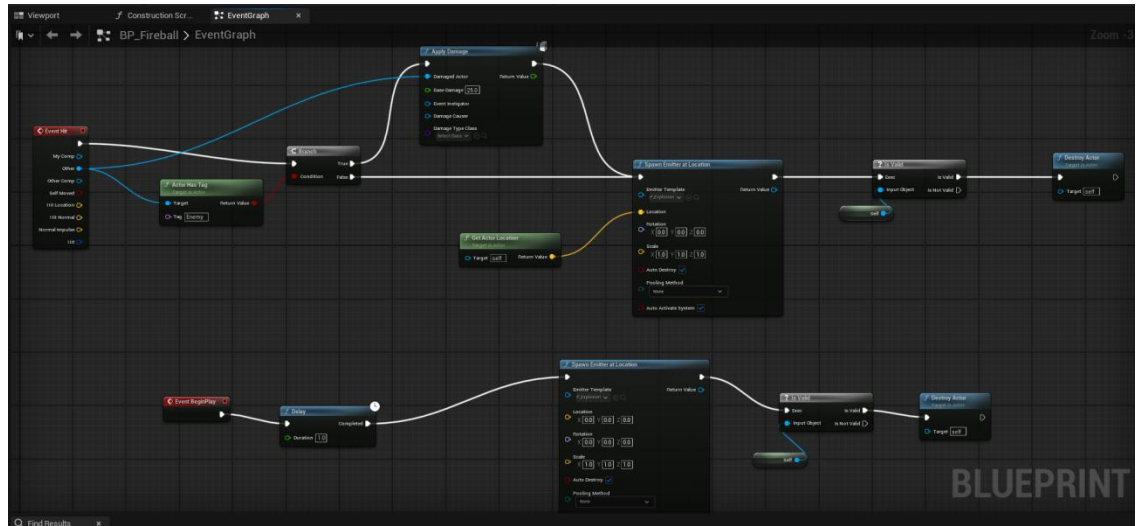 Viewport
Construction Scr...
EventGraph
BP_Fireball > EventGraph
Zoom -3
Apply Damage
Damaged Actor
Return Value
Base Damage 25.0
Event Instigator
Damage Causer
Damage Type Class
Select Class
Event Hit
My Comp
Other
Other Comp
Self Moved
Hit Location
Hit Normal
Normal Impulse
Hit
Actor Has Tag
Target is Actor
Target
Return Value
Tag Enemy
Branch
True
Condition
False
Get Actor Location
Target is Actor
Target self
Return Value
Spawn Emitter at Location
Emitter Template
Return Value
P_Explosion
Location
Rotation
X 0.0 Y 0.0 Z 0.0
Scale
X 1.0 Y 1.0 Z 1.0
Auto Destroy
Pooling Method
None
Auto Activate System
Is Valid
Exec
Is Valid
Input Object
Is Not Valid
Self
Destroy Actor
Target is Actor
Target self
Event BeginPlay
Delay
Completed
Duration 1.0
Spawn Emitter at Location
Emitter Template
Return Value
P_Explosion
Location
X 0.0 Y 0.0 Z 0.0
Rotation
X 0.0 Y 0.0 Z 0.0
Scale
X 1.0 Y 1.0 Z 1.0
Auto Destroy
Pooling Method
None
Is Valid
Exec
Is Valid
Input Object
Is Not Valid
Self
Destroy Actor
Target is Actor
Target self
BLUEPRINT
Find Results